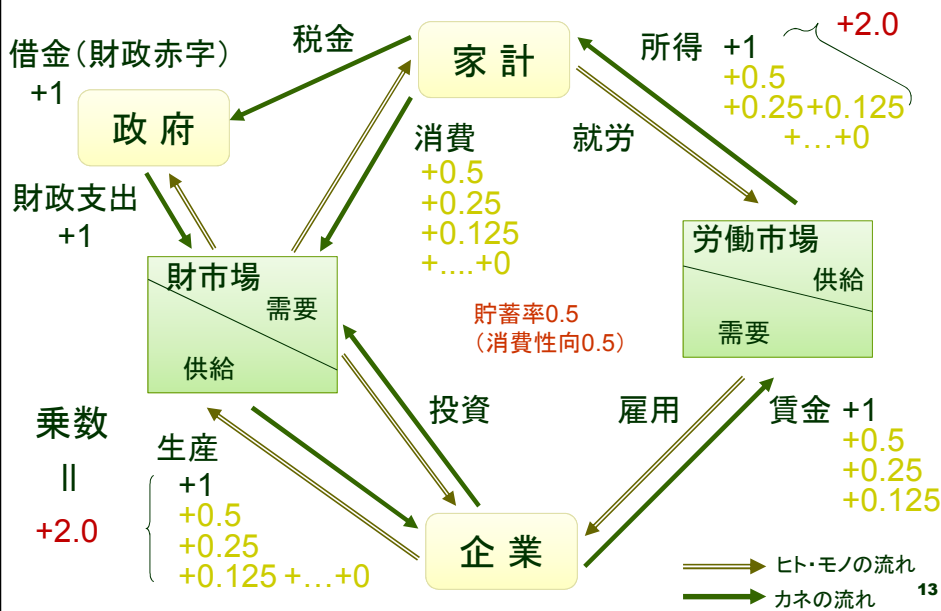 税金
家 計
所得 +1
+2.0
+0.5
+0.25+0.125
+…+0
借金(財政赤字)
+1
政 府
消費
+0.5
+0.25
+0.125
+....+0
就労
財政支出
+1
財市場
需要
供給
労働市場
供給
需要
貯蓄率0.5
(消費性向0.5)
乗数
||
+2.0
生産
+1
+0.5
+0.25
+0.125 +…+0
投資
雇用
賃金 +1
+0.5
+0.25
+0.125
企 業
ヒト・モノの流れ
カネの流れ
13